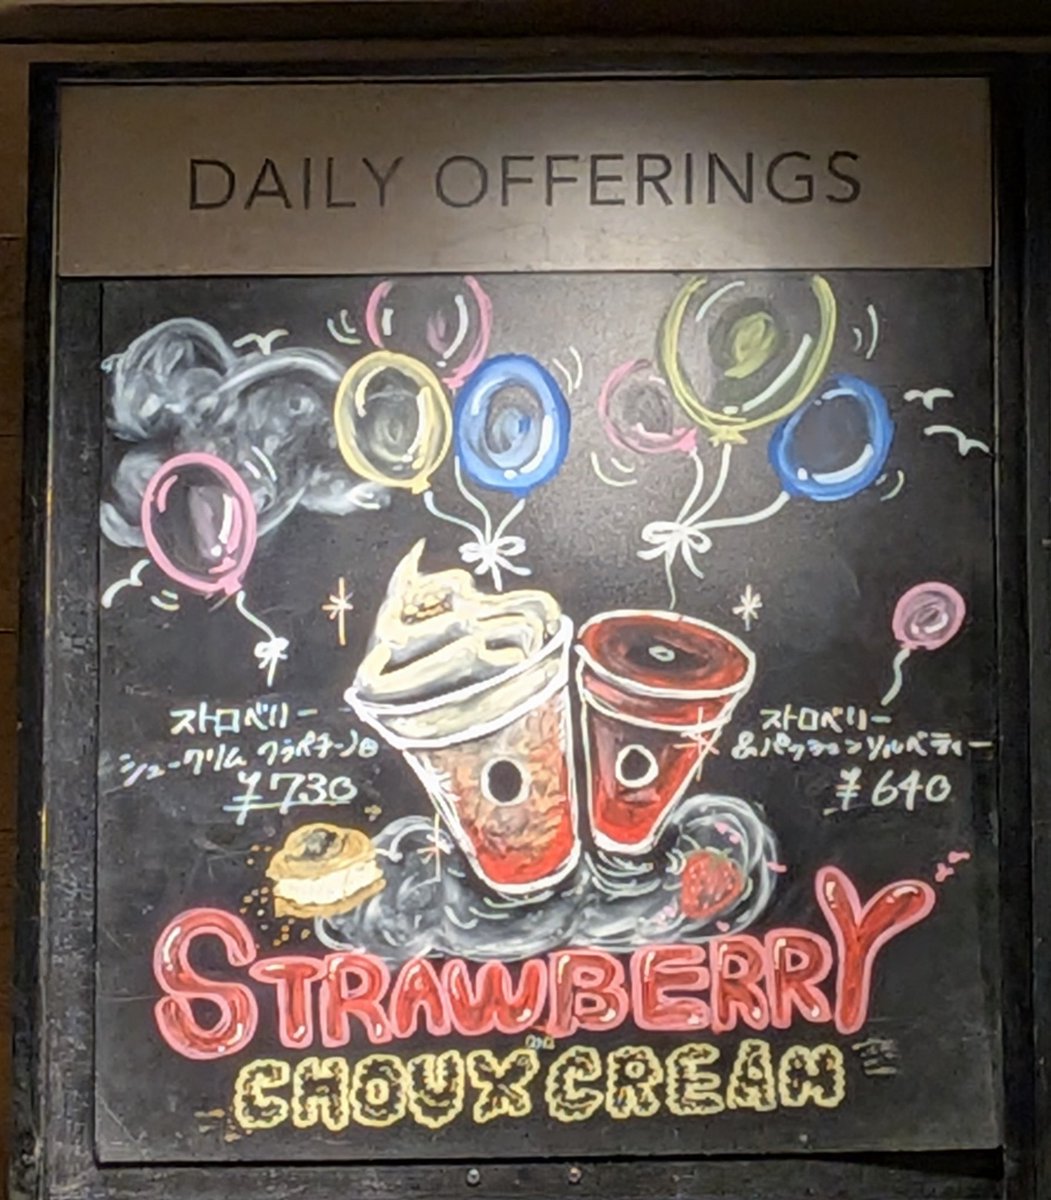 DAILY OFFERINGS
ストロベリー
シュークリム フラペチーノ®
¥730
ストロベリー
&パッションソルベティー
¥640
STRAWBERRY
CHOUX CREAM